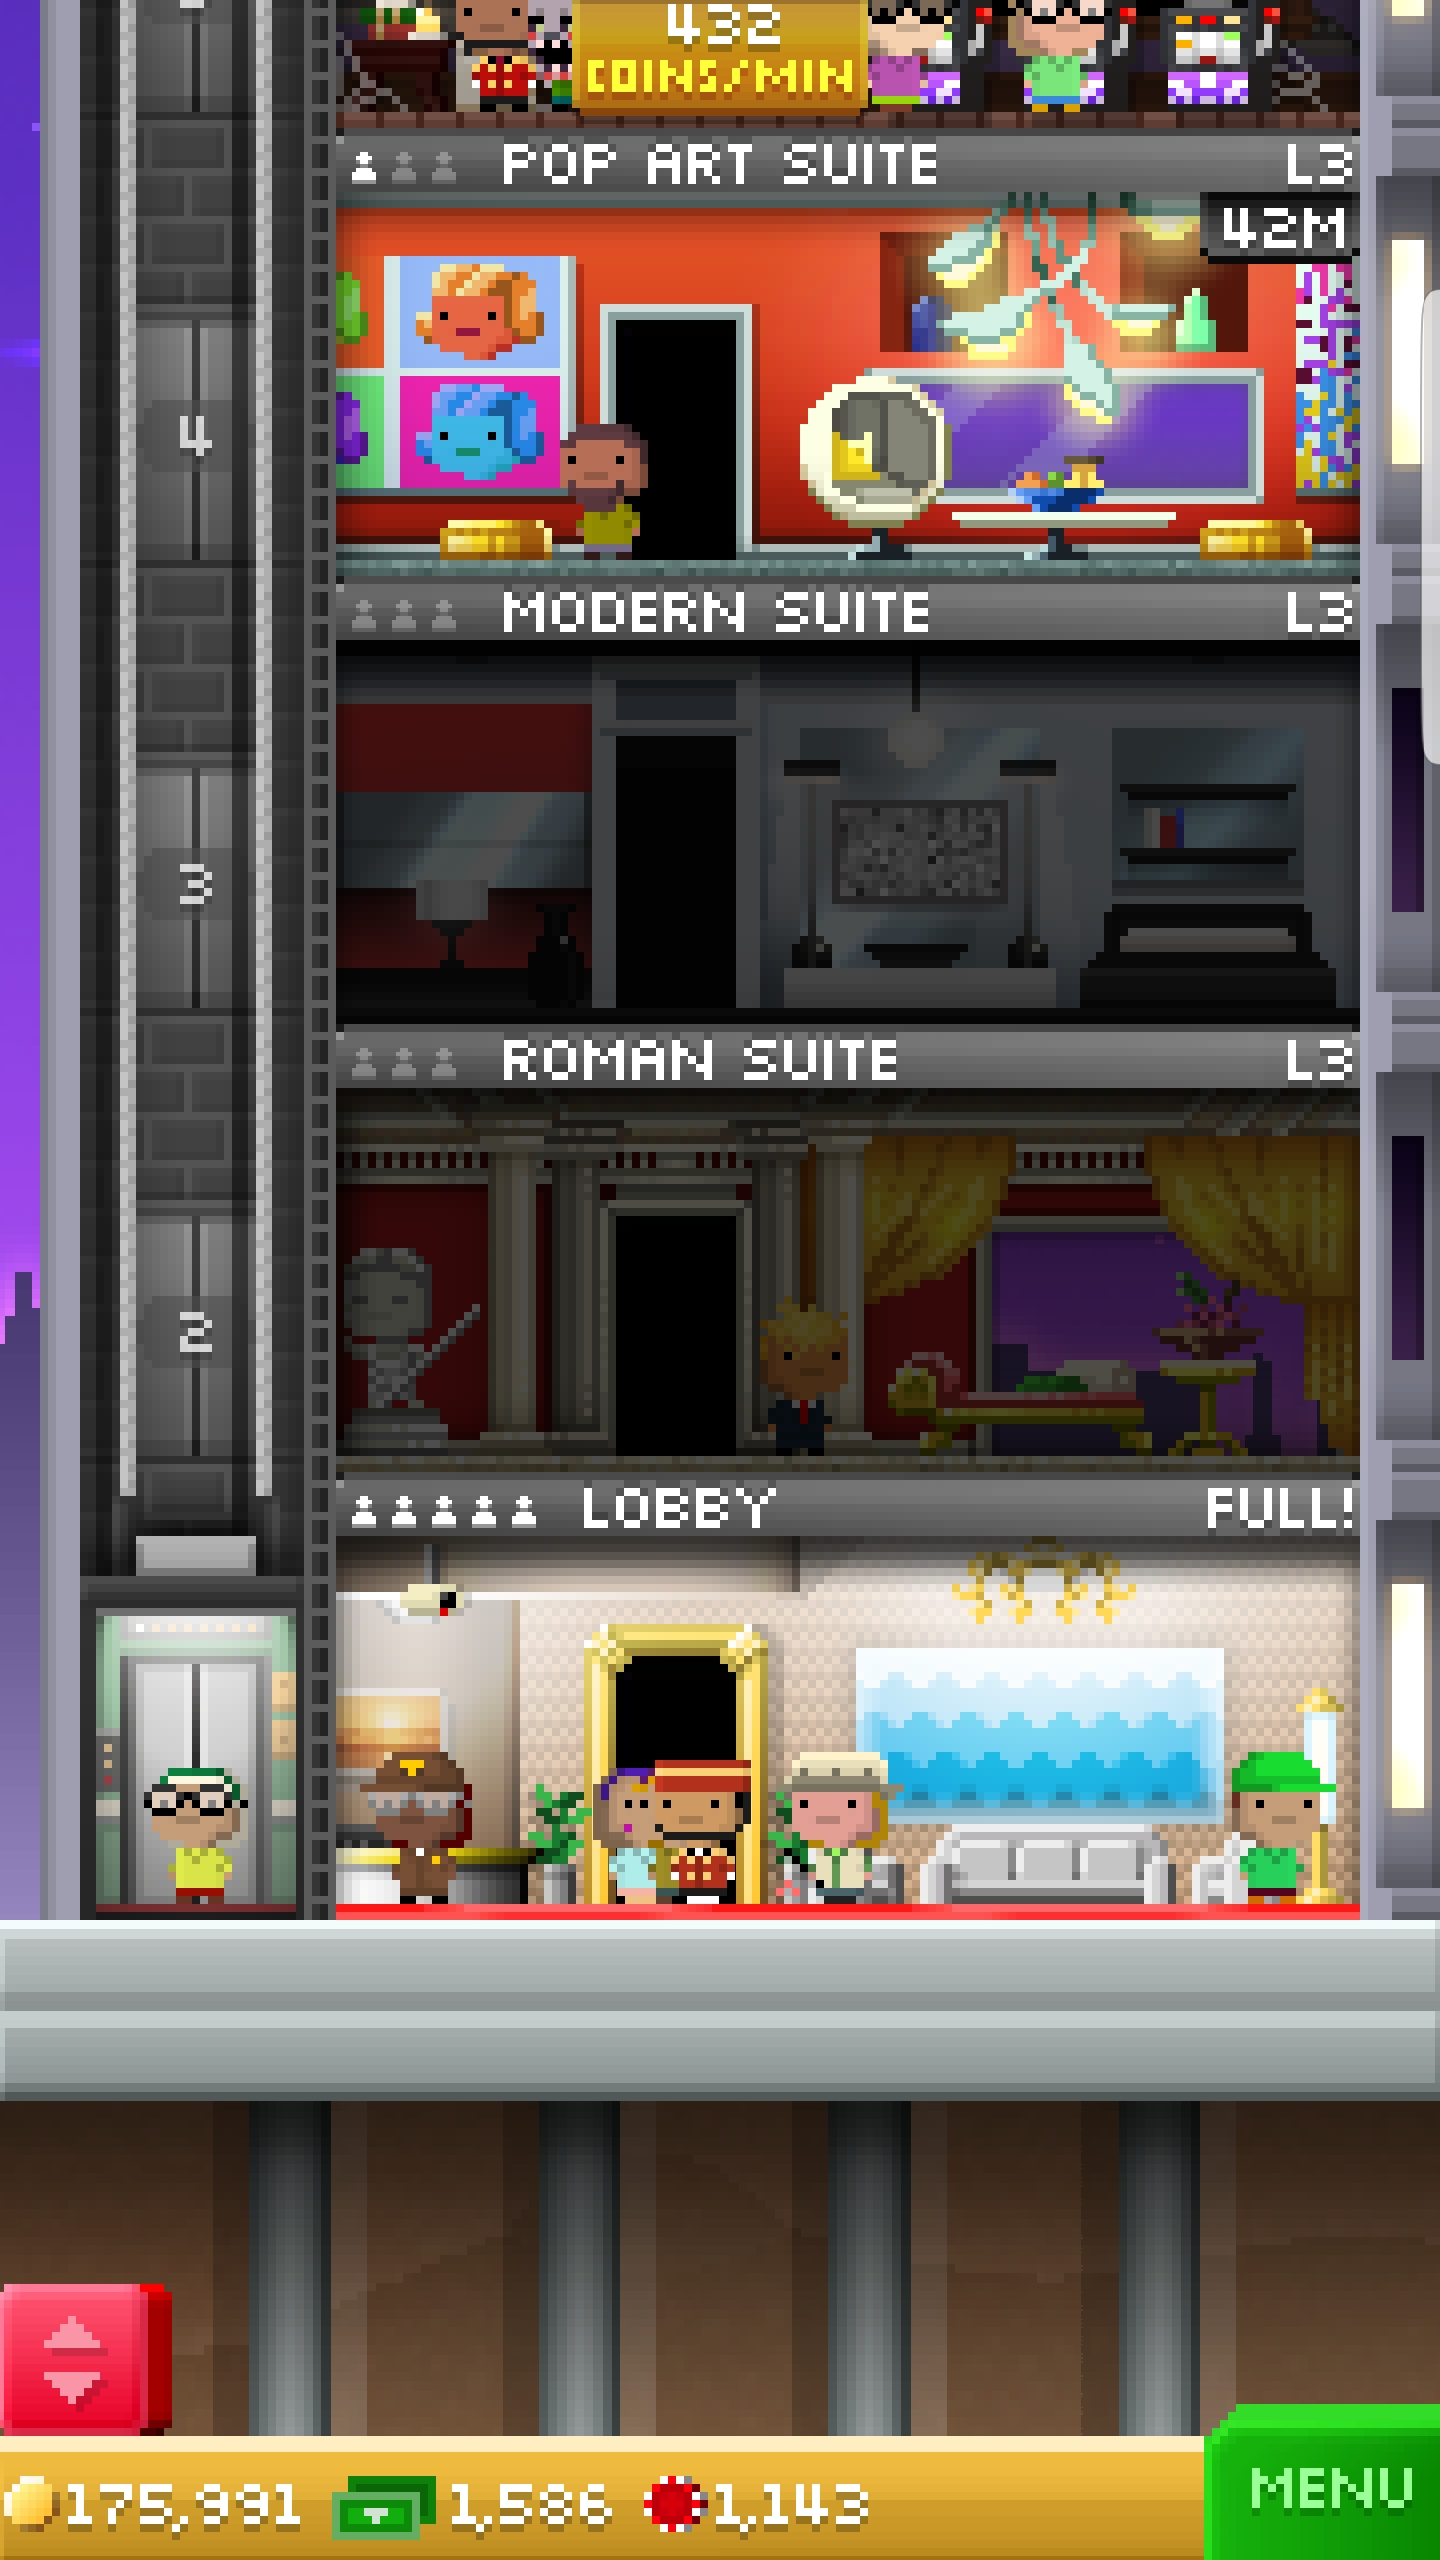 432
COINS/MIN
POP ART SUITE L3
42M
4
MODERN SUITE L3
3
ROMAN SUITE L3
2
LOBBY FULL!
175,991 1,586 1,143
MENU